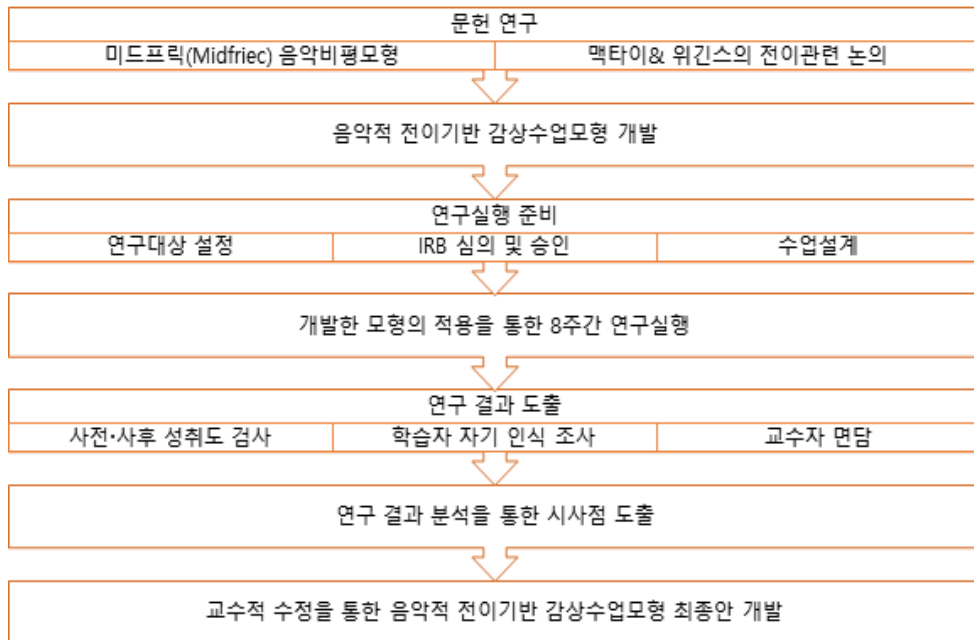 문헌 연구
미드프릭(Midfriec) 음악비평모형 맥타이& 위긴스의 전이관련 논의
음악적 전이기반 감상수업모형 개발
연구실행 준비
연구대상 설정 IRB 심의 및 승인 수업설계
개발한 모형의 적용을 통한 8주간 연구실행
연구 결과 도출
사전·사후 성취도 검사 학습자 자기 인식 조사 교수자 면담
연구 결과 분석을 통한 시사점 도출
교수적 수정을 통한 음악적 전이기반 감상수업모형 최종안 개발